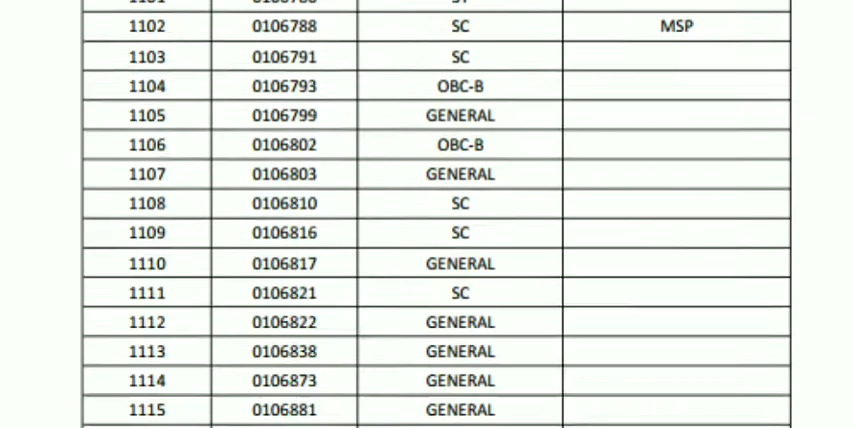 1102 0106788 SC MSP
1103 0106791 SC
1104 0106793 OBC-B
1105 0106799 GENERAL
1106 0106802 OBC-B
1107 0106803 GENERAL
1108 0106810 SC
1109 0106816 SC
1110 0106817 GENERAL
1111 0106821 SC
1112 0106822 GENERAL
1113 0106838 GENERAL
1114 0106873 GENERAL
1115 0106881 GENERAL